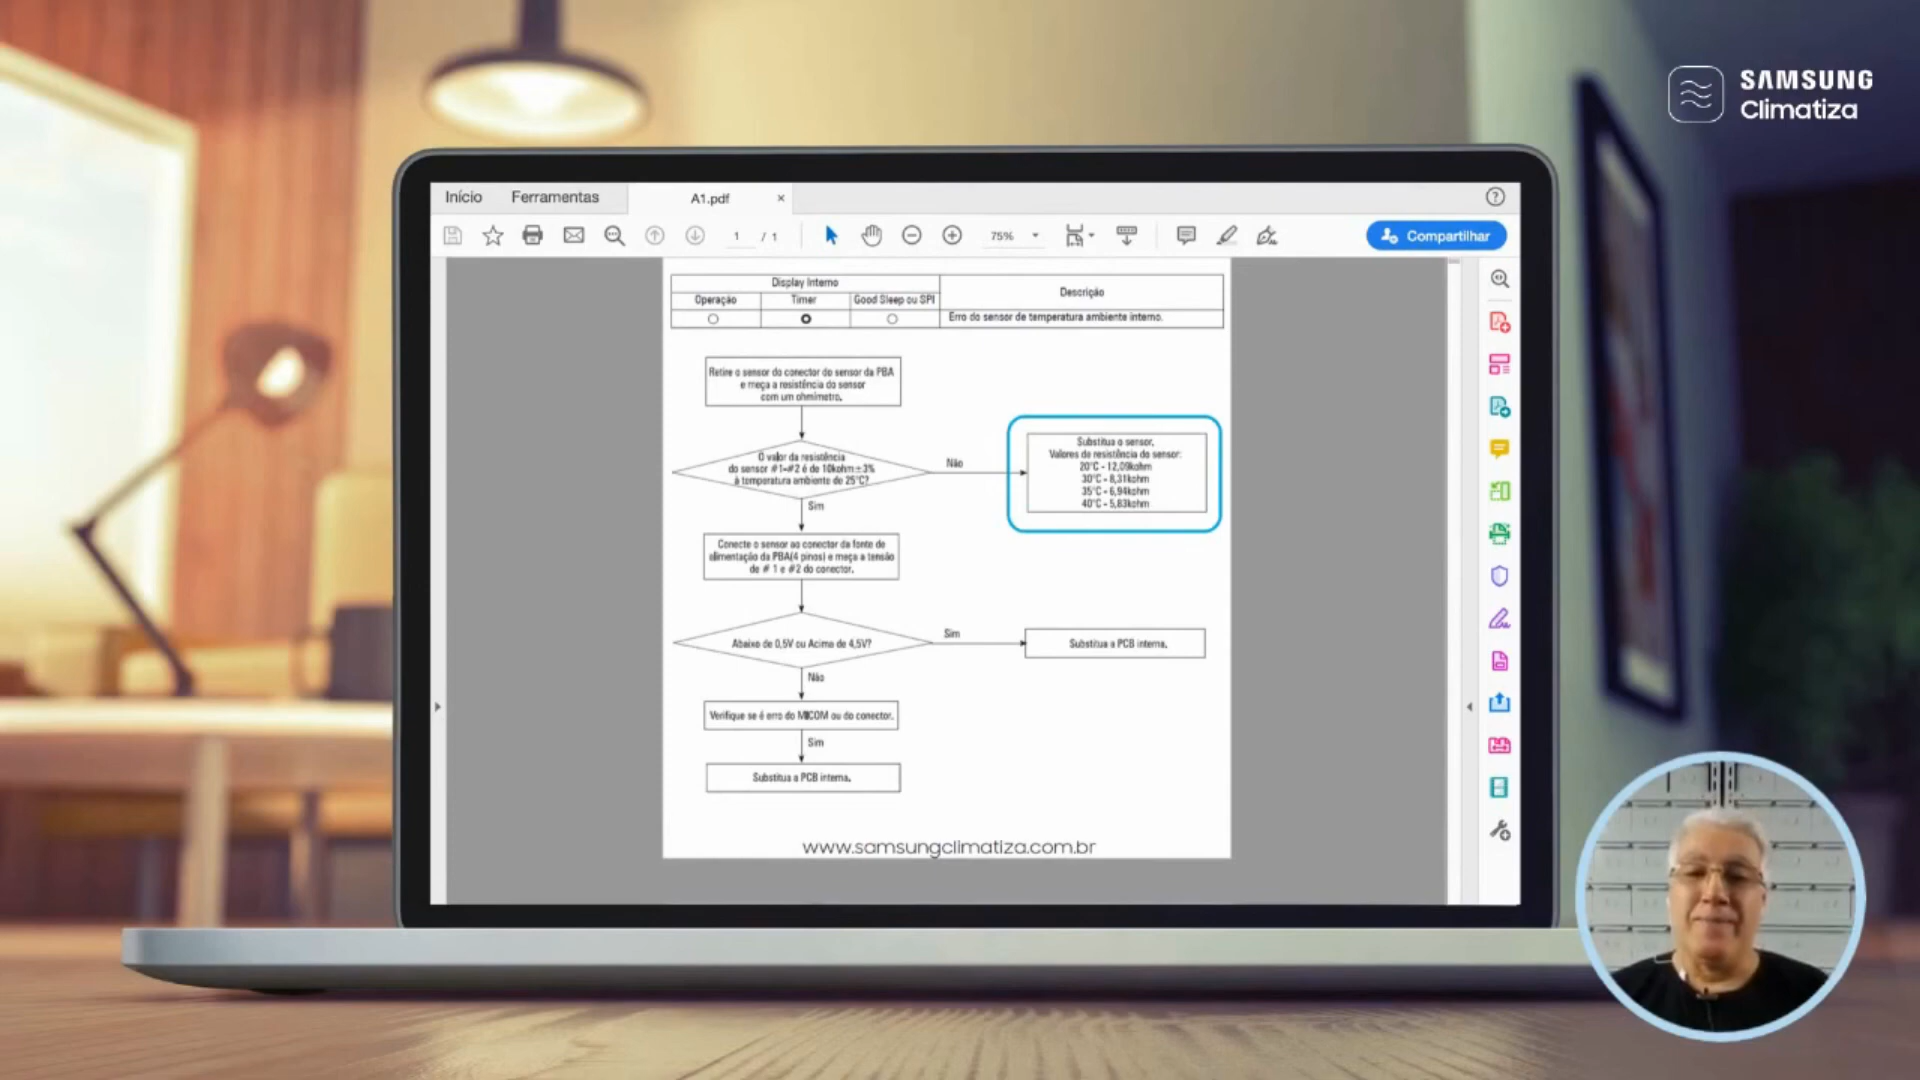 SAMSUNG
Climatiza
Início
Ferramentas
A1.pdf
1 / 1
75%
Compartilhar
Display Interno
Descrição
Operação
Timer
Good Sleep ou SPI
Erro do sensor de temperatura ambiente interno.
Retire o sensor do conector do sensor da PBA
e meça a resistência do sensor
com um ohmímetro.
O valor da resistência
do sensor #1-#2 é de 10kohm±3%
à temperatura ambiente de 25°C?
Não
Substitua o sensor.
Valores de resistência do sensor:
20°C - 12,09kohm
30°C - 8,31kohm
35°C - 6,94kohm
40°C - 5,83kohm
Sim
Conecte o sensor ao conector da fonte de
alimentação da PBA(4 pinos) e meça a tensão
de # 1 e #2 do conector.
Abaixo de 0,5V ou Acima de 4,5V?
Sim
Substitua a PCB interna.
Não
Verifique se é erro do MICOM ou do conector.
Sim
Substitua a PCB interna.
www.samsungclimatiza.com.br